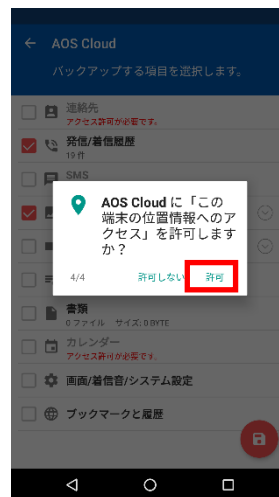 AOS Cloud
バックアップする項目を選択します。
連絡先
アクセス許可が必要です。
発信/着信履歴
19 件
SMS
AOS Cloud に「この
端末の位置情報へのア
クセス」を許可します
か？
4/4
許可しない
許可
書類
0 ファイル サイズ: 0 BYTE
カレンダー
アクセス許可が必要です。
画面/着信音/システム設定
ブックマークと履歴